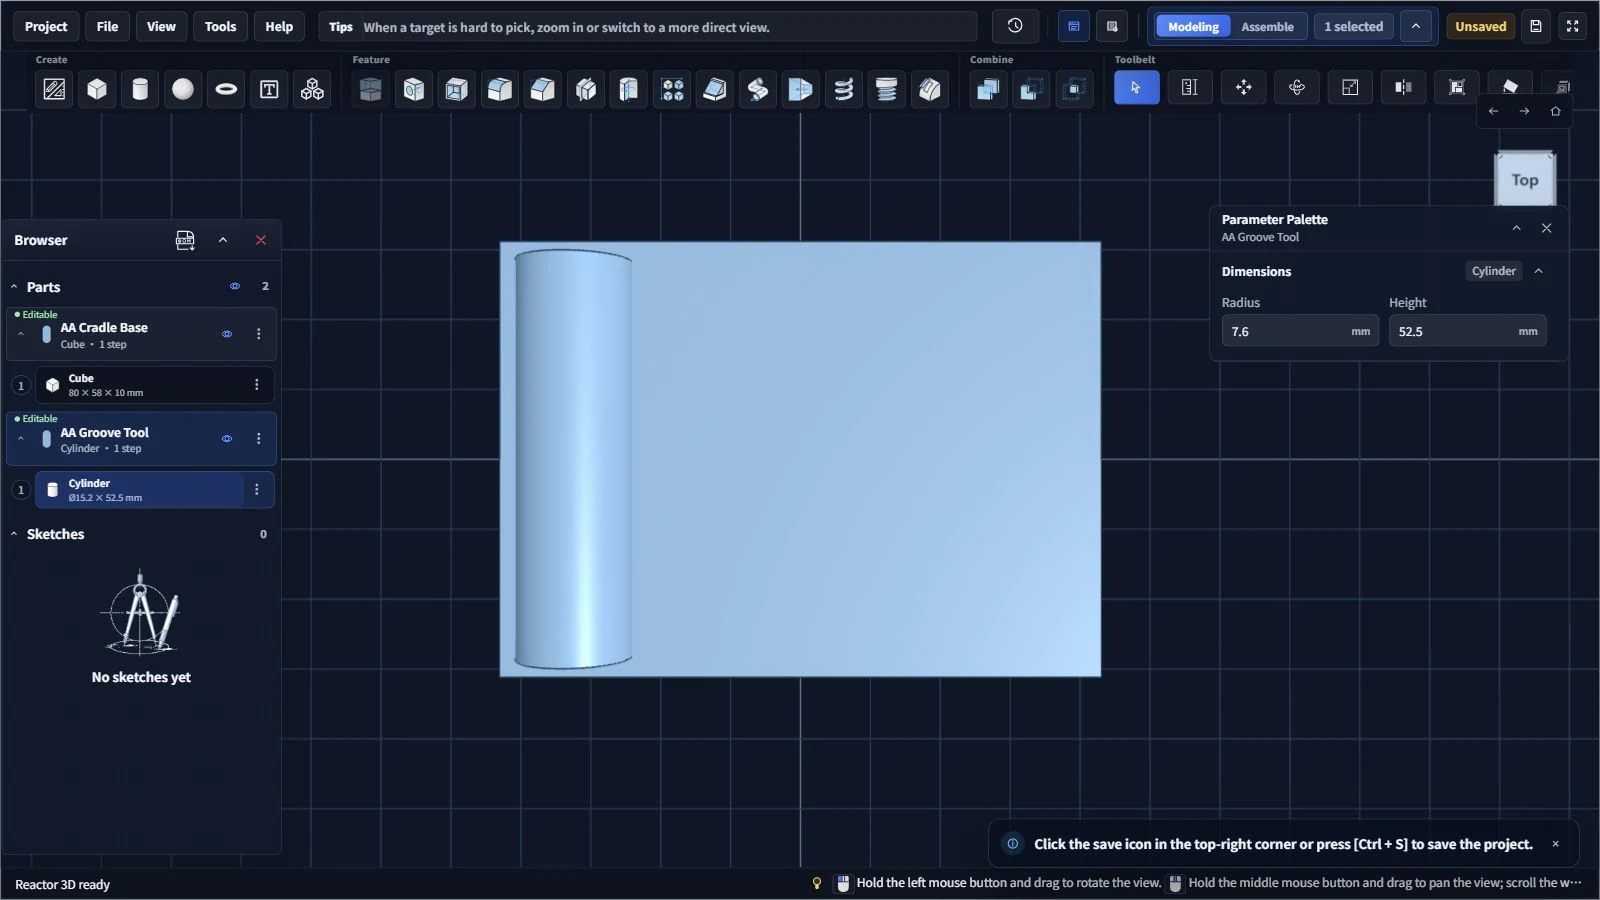 Project File View Tools Help Tips When a target is hard to pick, zoom in or switch to a more direct view. Modeling Assemble 1 selected Unsaved
Create Feature Combine Toolbelt
Top
Browser
Parts 2
Editable
AA Cradle Base
Cube • 1 step
1 Cube
80 × 58 × 10 mm
Editable
AA Groove Tool
Cylinder • 1 step
1 Cylinder
Ø15.2 × 52.5 mm
Sketches 0
No sketches yet
Parameter Palette
AA Groove Tool
Dimensions Cylinder
Radius Height
7.6 mm 52.5 mm
Click the save icon in the top-right corner or press [Ctrl + S] to save the project.
Reactor 3D ready
Hold the left mouse button and drag to rotate the view. Hold the middle mouse button and drag to pan the view; scroll the w···